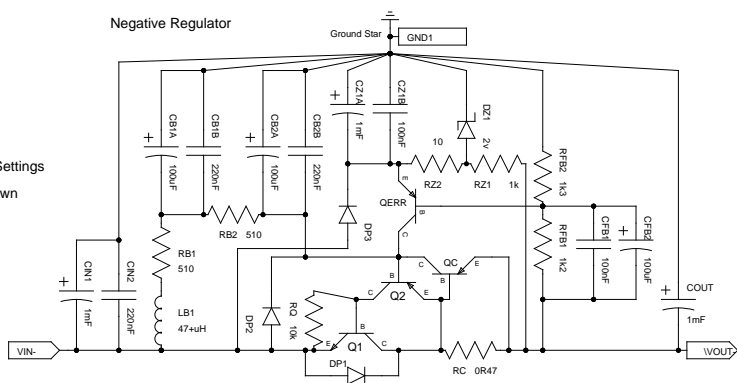 Negative Regulator
Ground Star
GND1
CB1A
100uF
CB1B
220nF
CB2A
100uF
CB2B
220nF
CZ1A
1mF
CZ1B
100nF
DZ1
2v
10
RZ2
RZ1
1k
RFB2
1k3
Settings
wn
QERR
E
B
C
RB2 510
DP3
RFB1
1k2
CFB1
100nF
CFB2
100uF
RB1
510
CIN1
1mF
CIN2
220nF
LB1
47+uH
DP2
RQ
10k
C
QC
E
B
C
B
E
Q2
COUT
1mF
VIN-
E
B
C
Q1
DP1
RC 0R47
\VOUT-